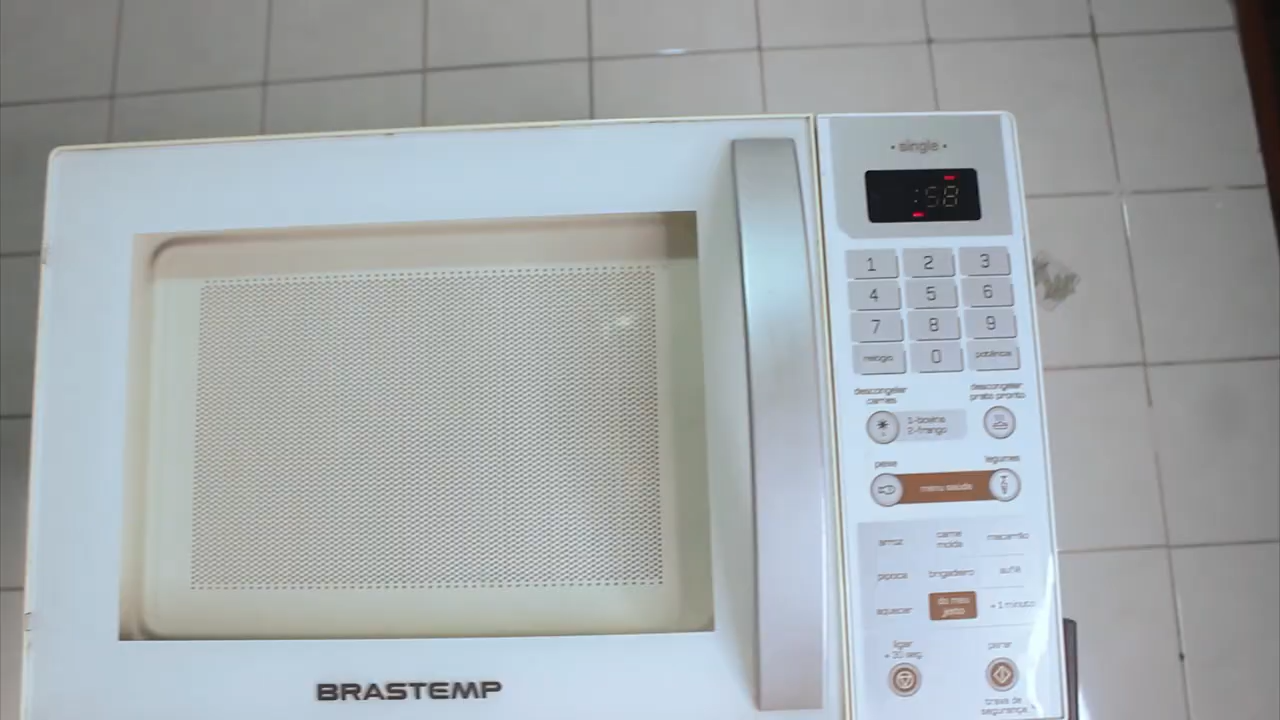 • single •
:58
1 2 3
4 5 6
7 8 9
relógio 0 potência
descongelar carnes
descongelar prato pronto
1-bovina
2-frango
peixe
legumes
menu saúde
arroz
carne moída
macarrão
pipoca
brigadeiro
suflê
aquecer
do meu jeito
+ 1 minuto
ligar
+ 30 seg.
parar
trava de segurança
BRASTEMP